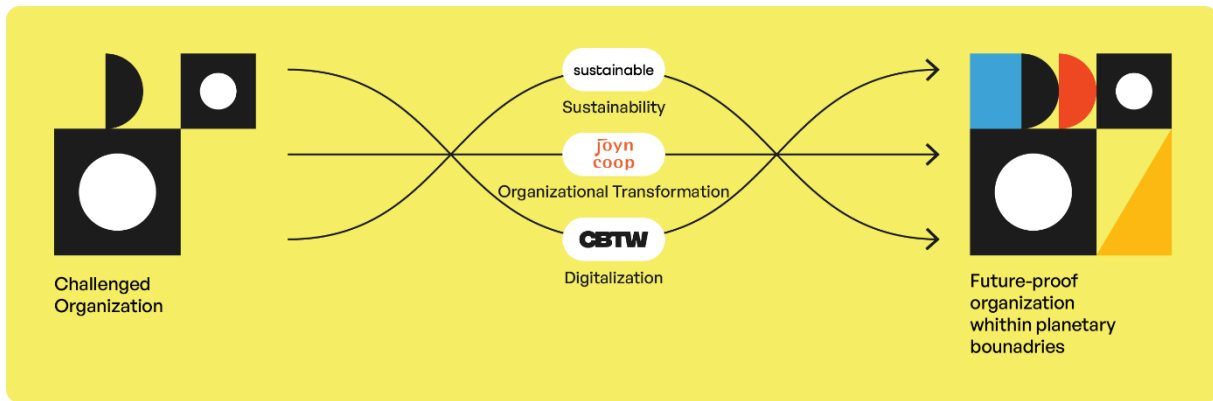 sustainable
Sustainability
joyn
coop
Organizational Transformation
CBTW
Digitalization
Challenged
Organization
Future-proof
organization
whithin planetary
bounadries